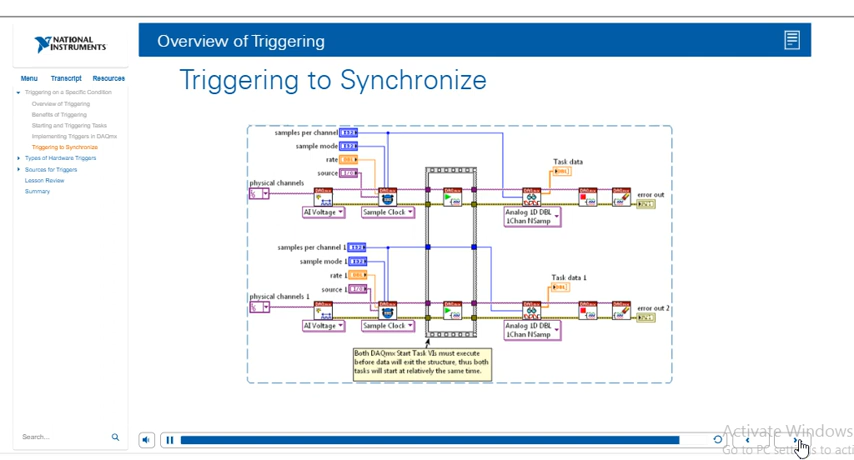 NATIONAL
INSTRUMENTS
Overview of Triggering
Menu Transcript Resources
Triggering on a Specific Condition
Overview of Triggering
Benefits of Triggering
Starting and Triggering Tasks
Implementing Triggers in DAQmx
Triggering to Synchronize
Types of Hardware Triggers
Sources for Triggers
Lesson Review
Summary
Triggering to Synchronize
samples per channel
sample mode
rate
source
physical channels
AI Voltage
Sample Clock
Analog 1D DBL
1Chan NSamp
Task data
error out
samples per channel 1
sample mode 1
rate 1
source 1
physical channels 1
AI Voltage
Sample Clock
Analog 1D DBL
1Chan NSamp
Task data 1
error out 2
Both DAQmx Start Task VIs must execute
before data will exit the structure, thus both
tasks will start at relatively the same time.
Search...
Activate Windows
Go to PC settings to acti